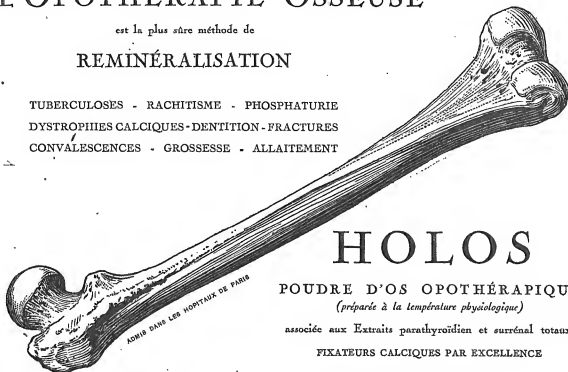 L'OPOTHÉRAPIE OSSEUSE
est la plus sûre méthode de
REMINÉRALISATION
TUBERCULOSES - RACHITISME - PHOSPHATURIE
DYSTROPHIES CALCIQUES - DENTITION - FRACTURES
CONVALESCENCES - GROSSESSE - ALLAITEMENT
ADMIS DANS LES HOPITAUX DE PARIS
HOLOS
POUDRE D'OS OPOTHÉRAPIQU
(préparée à la température physiologique)
associée aux Extraits parathyroïdien et surrénal totaux
FIXATEURS CALCIQUES PAR EXCELLENCE